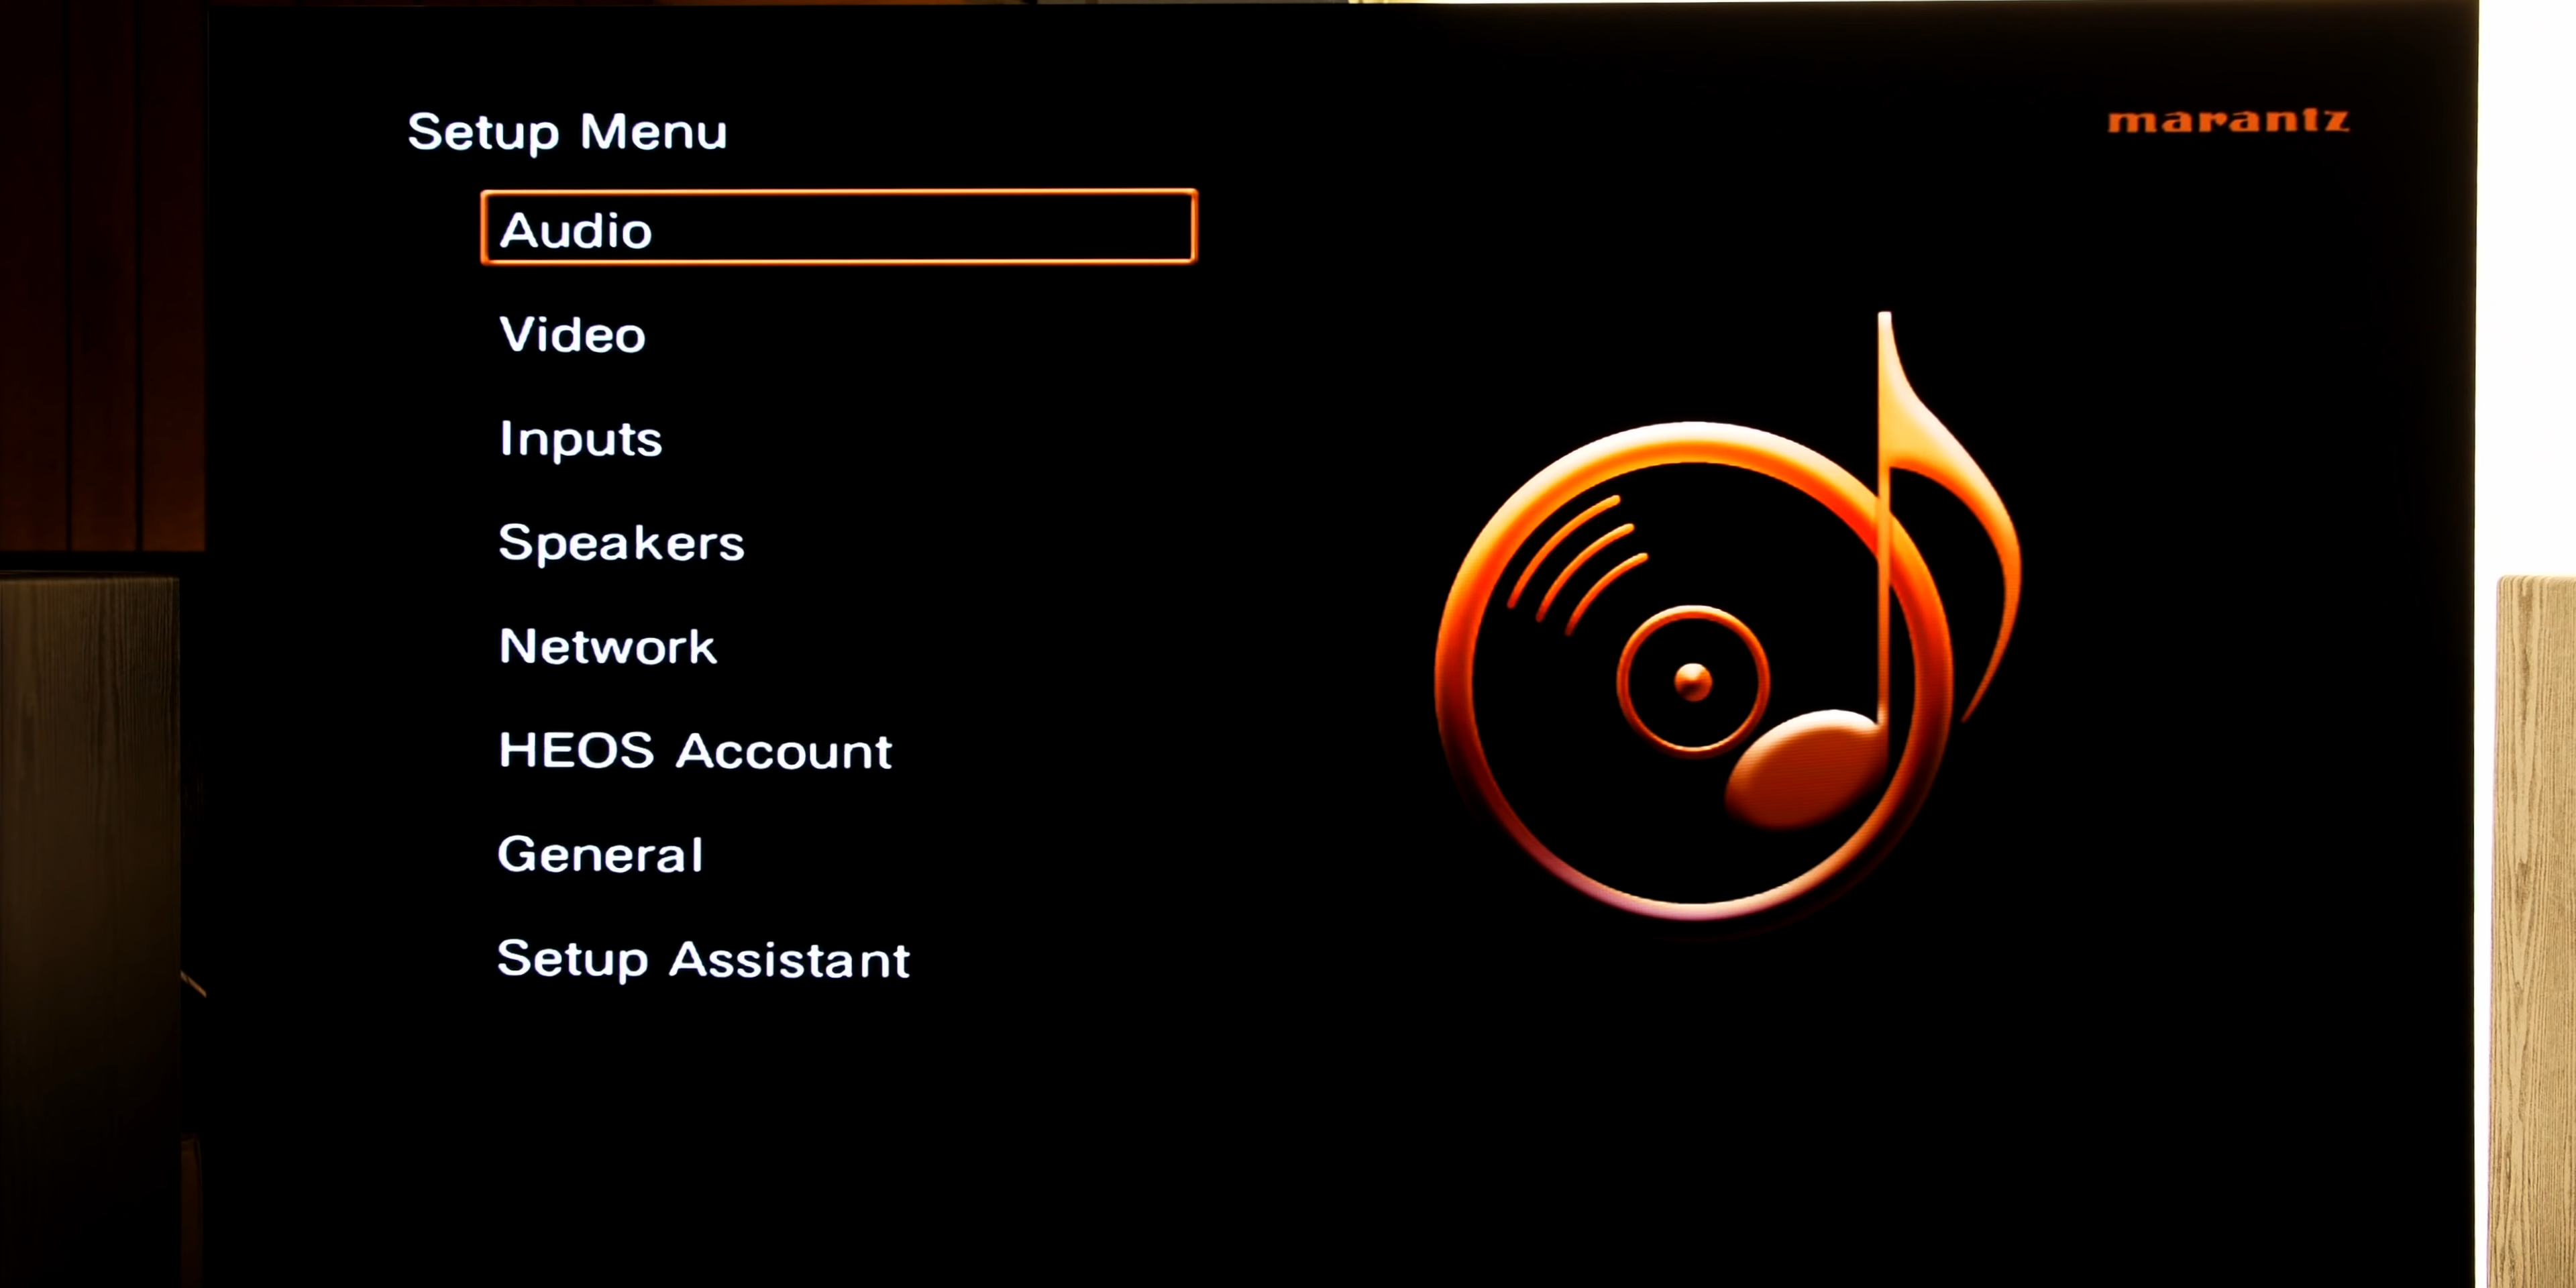 Setup Menu
marantz
Audio
Video
Inputs
Speakers
Network
HEOS Account
General
Setup Assistant